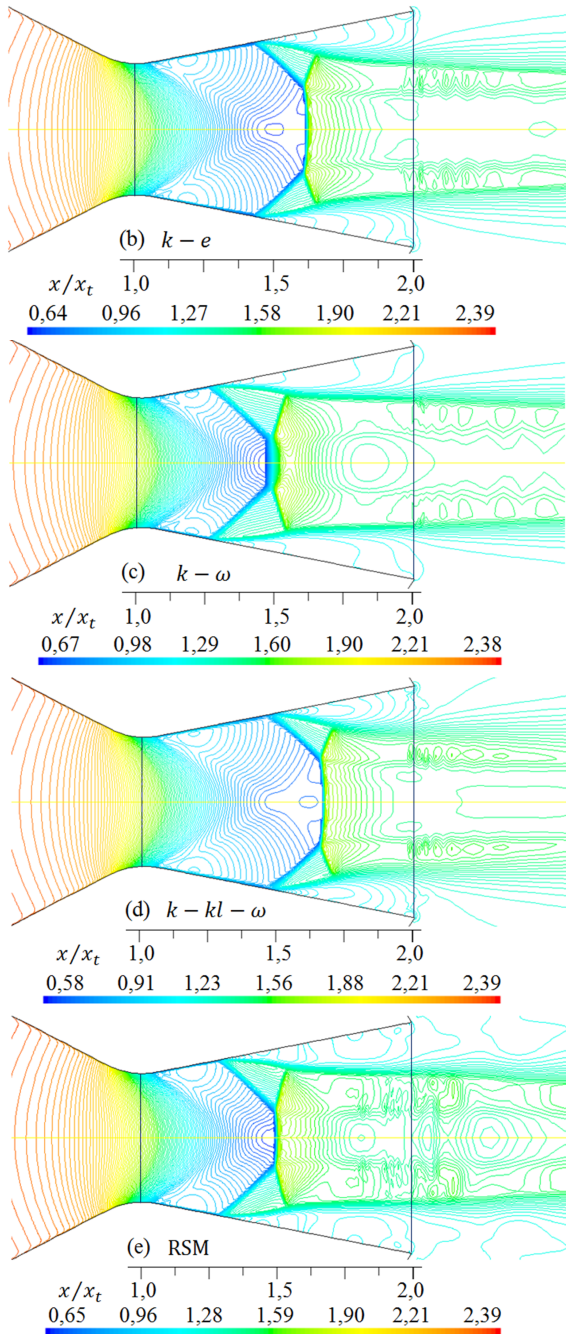 (b) k − e
x/x_t 1,0 1,5 2,0
0,64 0,96 1,27 1,58 1,90 2,21 2,39
(c) k − ω
x/x_t 1,0 1,5 2,0
0,67 0,98 1,29 1,60 1,90 2,21 2,38
(d) k − kl − ω
x/x_t 1,0 1,5 2,0
0,58 0,91 1,23 1,56 1,88 2,21 2,39
(e) RSM
x/x_t 1,0 1,5 2,0
0,65 0,96 1,28 1,59 1,90 2,21 2,39